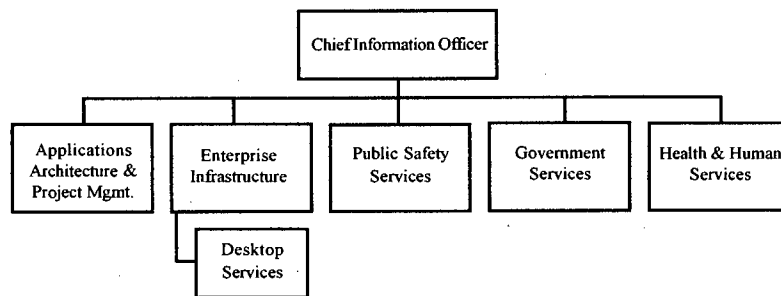 Chief Information Officer
Applications
Architecture &
Project Mgmt.
Enterprise
Infrastructure
Public Safety
Services
Government
Services
Health & Human
Services
Desktop
Services